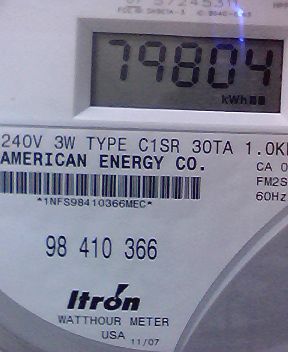 79804
kWh
240V 3W TYPE C1SR 30TA 1.0K
AMERICAN ENERGY CO.
CA 0
FM2S
60Hz
*1NFS98410366MEC*
98 410 366
Itrón
WATTHOUR METER
USA 11/07